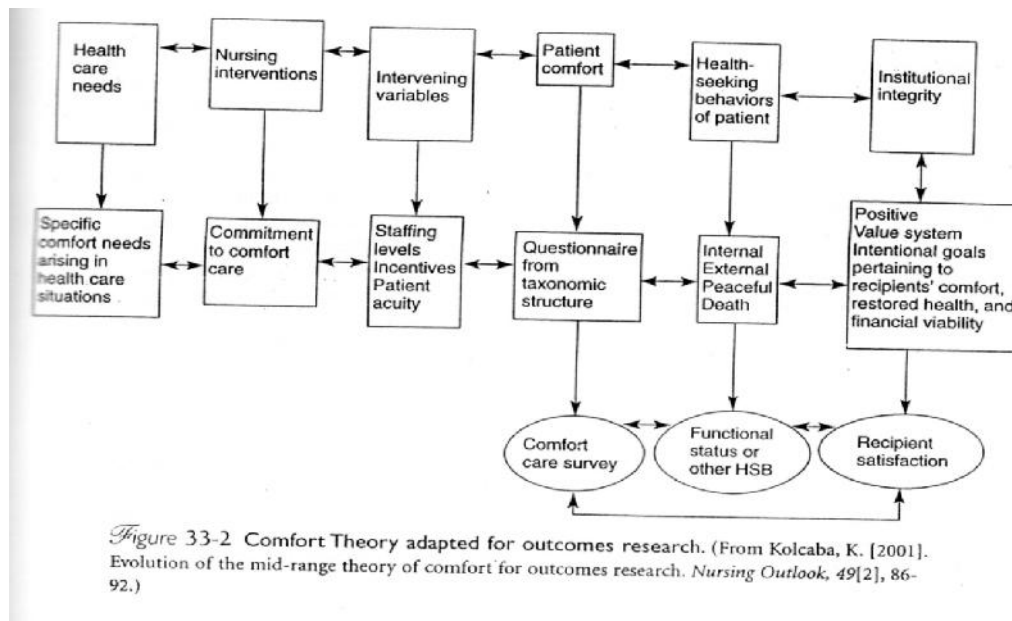 Health
care
needs
Nursing
interventions
Intervening
variables
Patient
comfort
Health-
seeking
behaviors
of patient
Institutional
integrity
Specific
comfort needs
arising in
health care
situations
Commitment
to comfort
care
Staffing
levels
Incentives
Patient
acuity
Questionnaire
from
taxonomic
structure
Internal
External
Peaceful
Death
Positive
Value system
Intentional goals
pertaining to
recipients' comfort,
restored health, and
financial viability
Comfort
care survey
Functional
status or
other HSB
Recipient
satisfaction
Figure 33-2 Comfort Theory adapted for outcomes research. (From Kolcaba, K. [2001].
Evolution of the mid-range theory of comfort for outcomes research. Nursing Outlook, 49[2], 86-
92.)